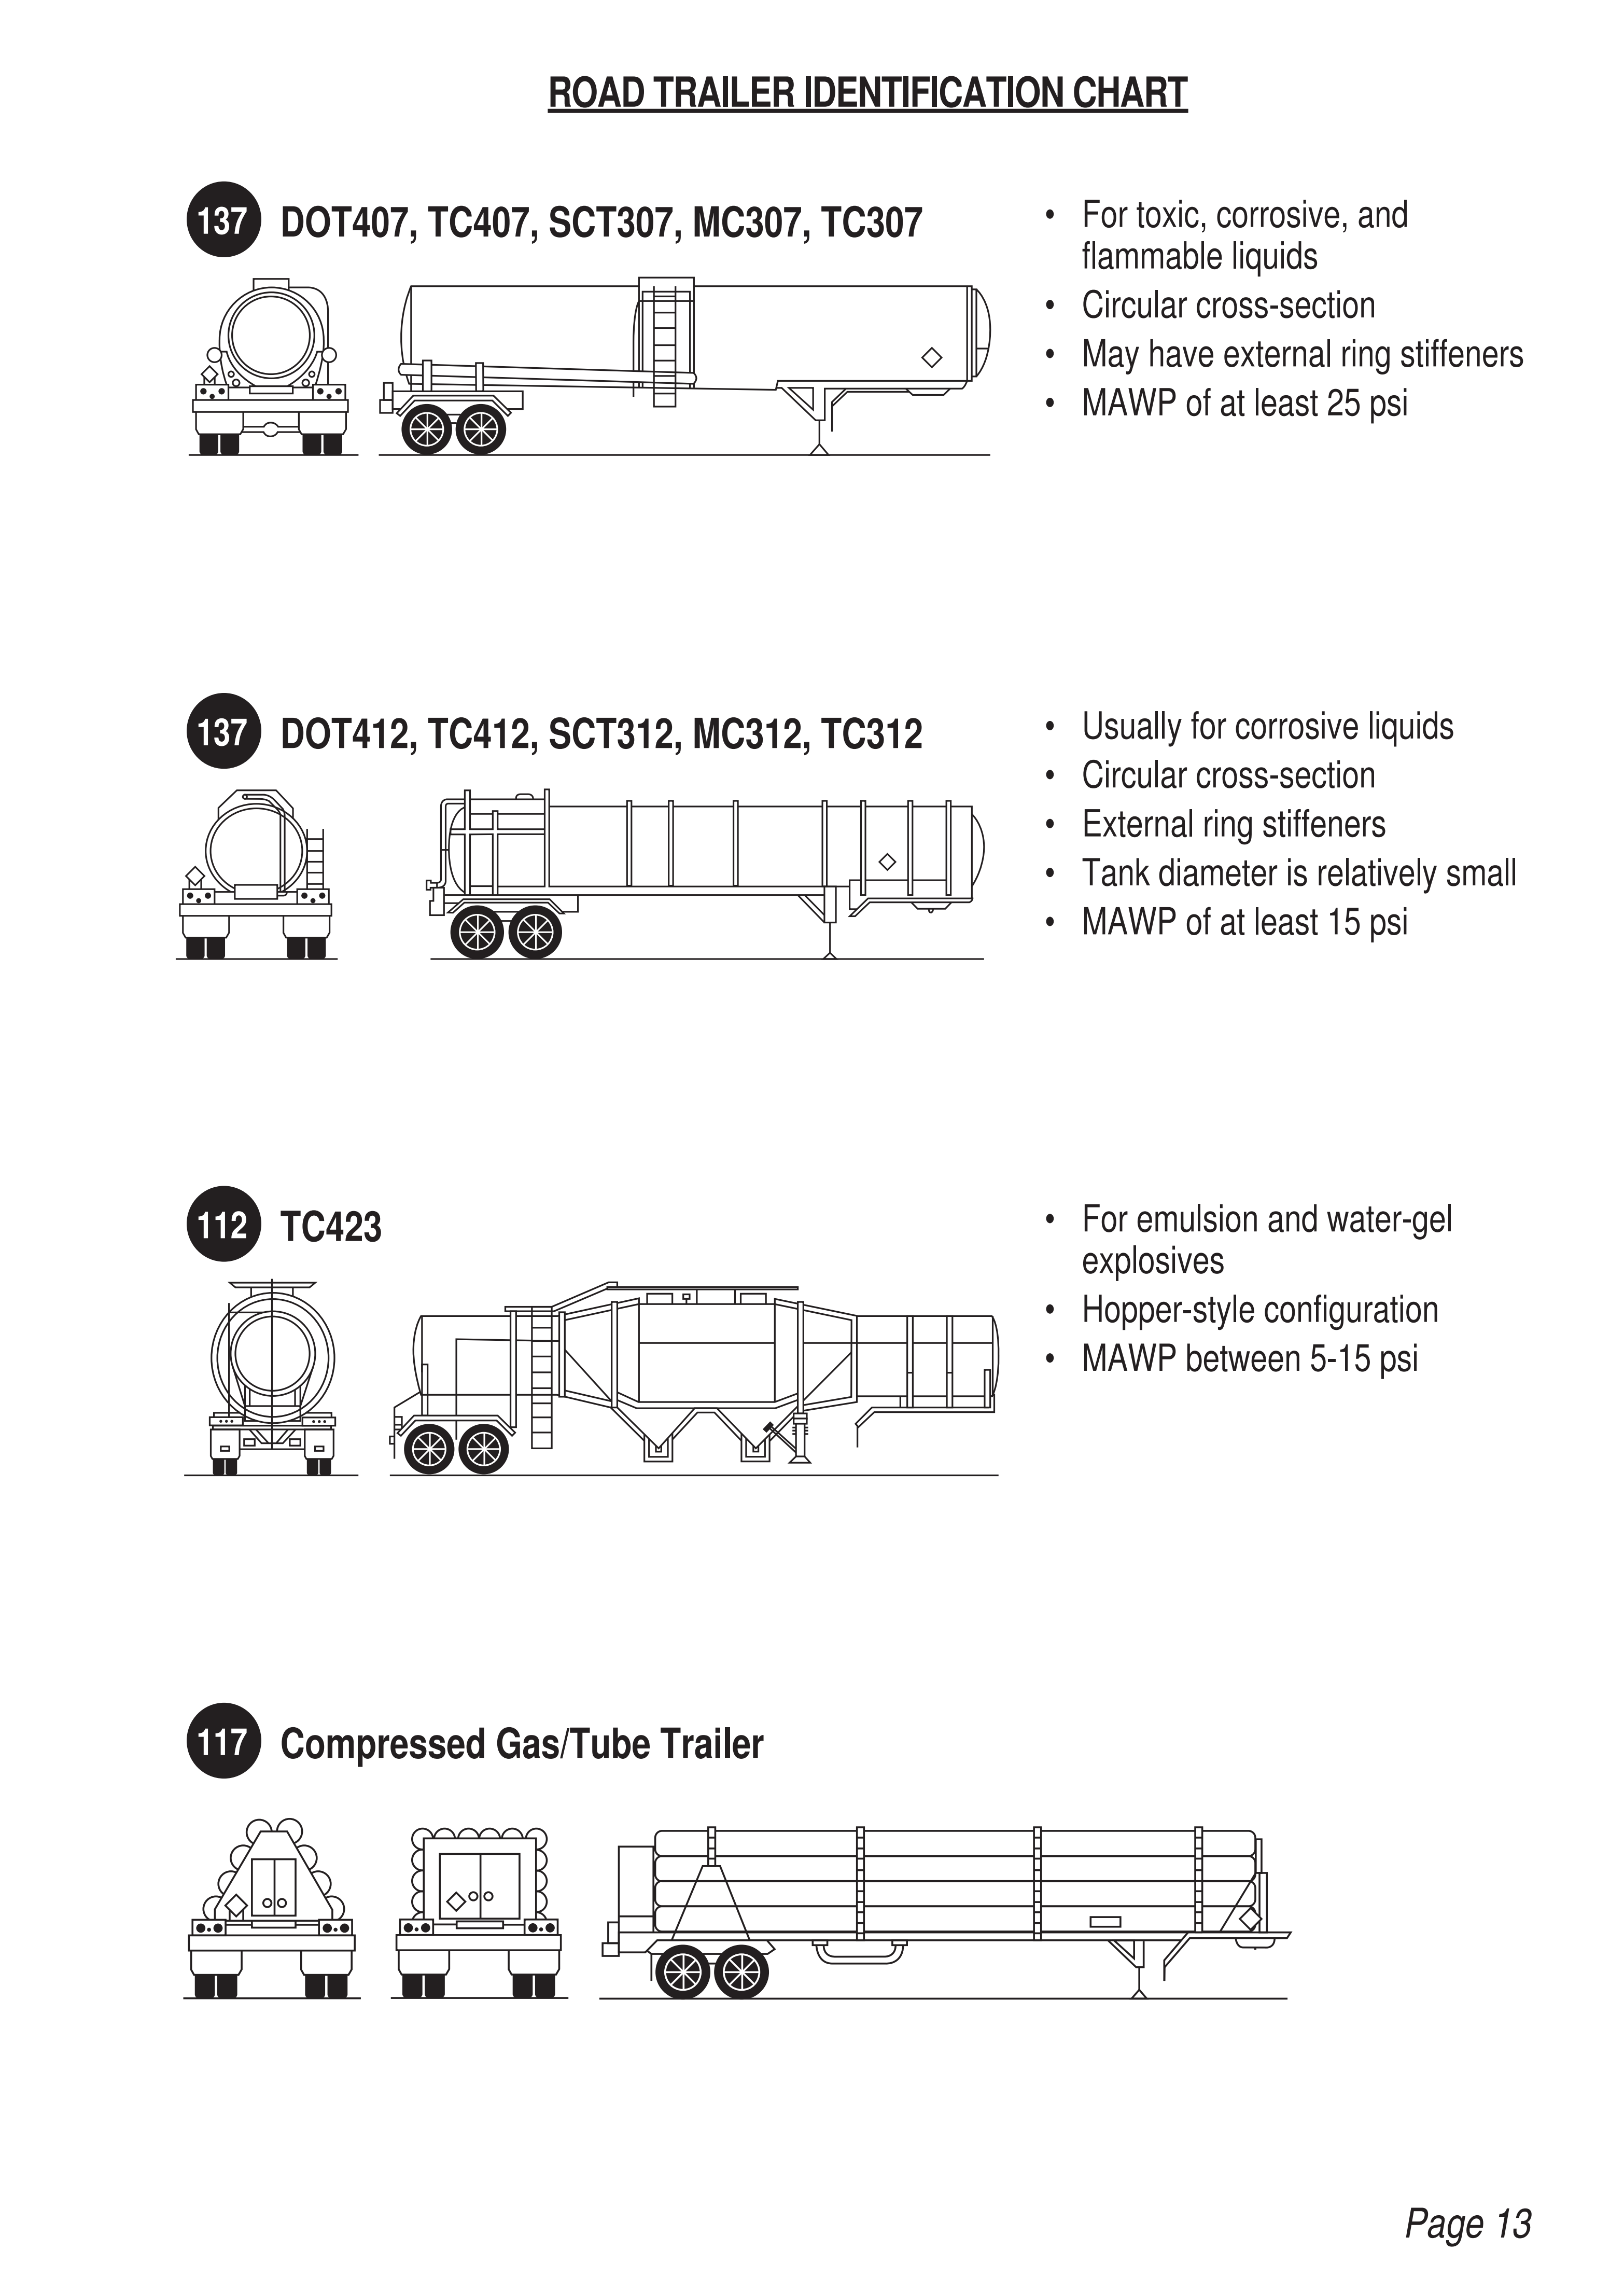 ROAD TRAILER IDENTIFICATION CHART
137 DOT407, TC407, SCT307, MC307, TC307
• For toxic, corrosive, and
flammable liquids
• Circular cross-section
• May have external ring stiffeners
• MAWP of at least 25 psi
137 DOT412, TC412, SCT312, MC312, TC312
• Usually for corrosive liquids
• Circular cross-section
• External ring stiffeners
• Tank diameter is relatively small
• MAWP of at least 15 psi
112 TC423
• For emulsion and water-gel
explosives
• Hopper-style configuration
• MAWP between 5-15 psi
117 Compressed Gas/Tube Trailer
Page 13